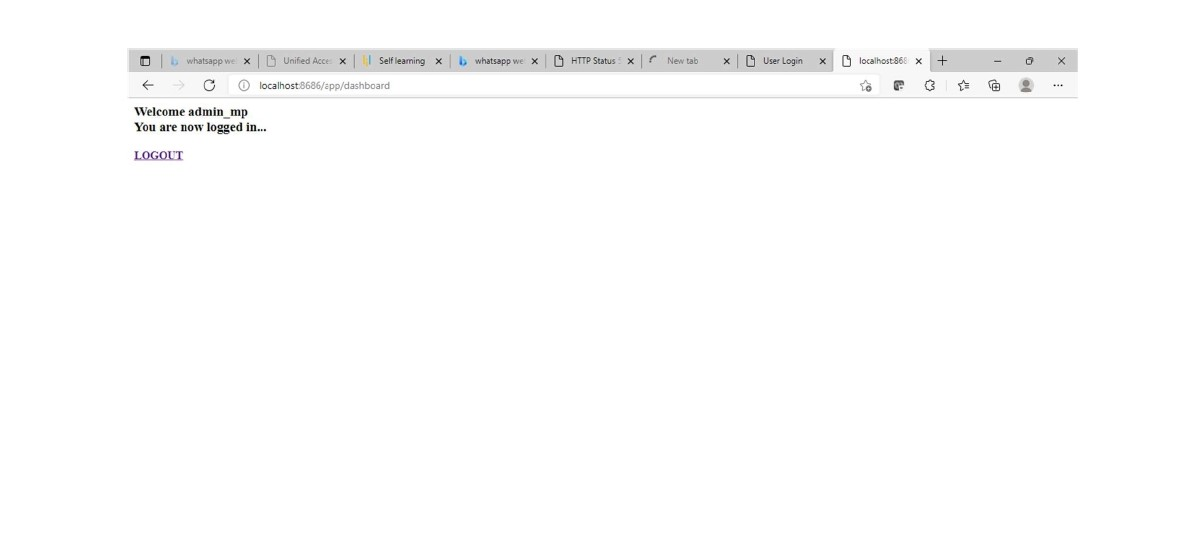 whatsapp we
Unified Acce
Self learning
whatsapp we
HTTP Status
New tab
User Login
localhost:868
localhost:8686/app/dashboard
Welcome admin_mp
You are now logged in...
LOGOUT